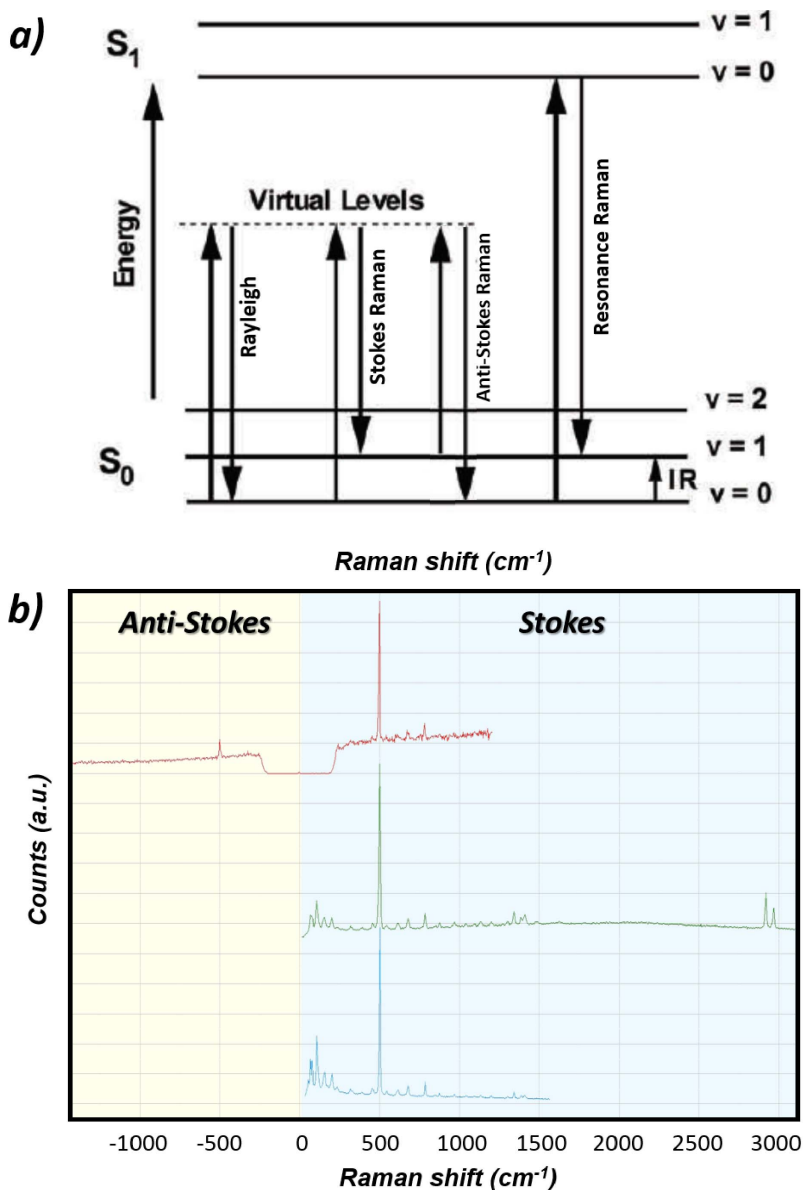 a)
S1
v = 1
v = 0
Energy
Virtual Levels
Rayleigh
Stokes Raman
Anti-Stokes Raman
Resonance Raman
S0
v = 2
v = 1
IR
v = 0
Raman shift (cm-1)
b)
Anti-Stokes
Stokes
Counts (a.u.)
-1000 -500 0 500 1000 1500 2000 2500 3000
Raman shift (cm-1)